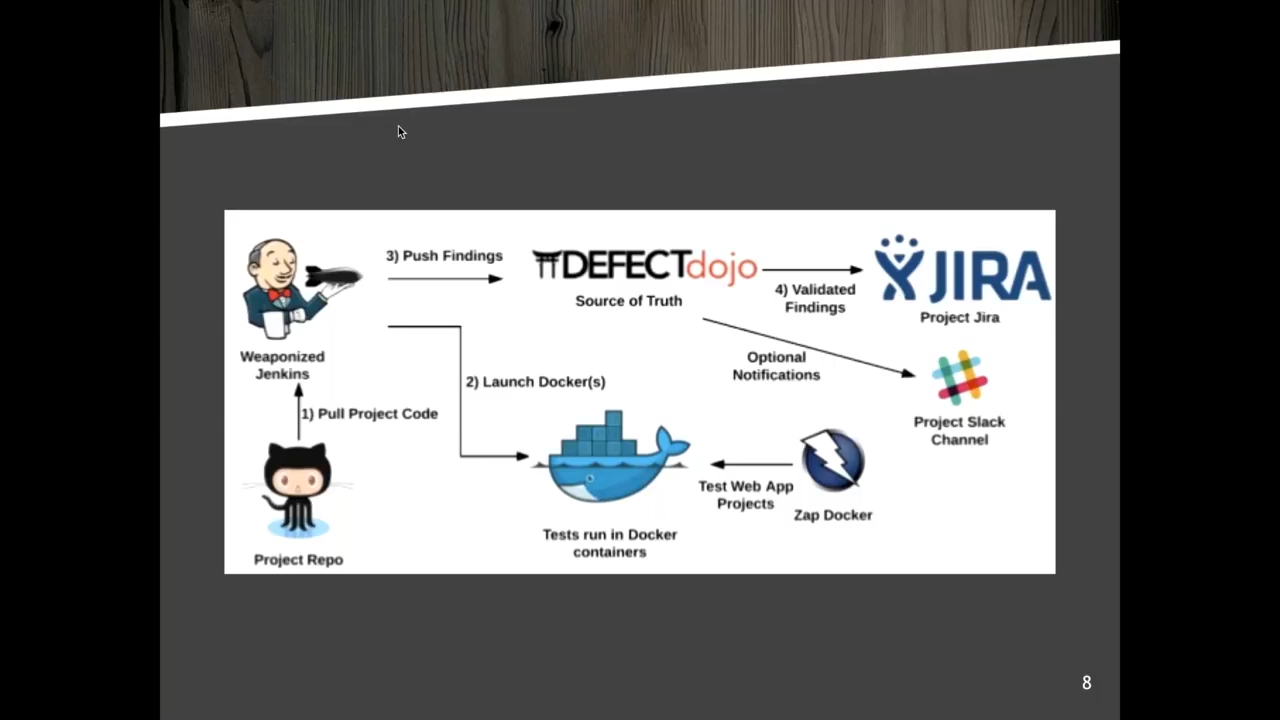 3) Push Findings
DEFECTdojo
Source of Truth
4) Validated
Findings
JIRA
Project Jira
Weaponized
Jenkins
Optional
Notifications
2) Launch Docker(s)
1) Pull Project Code
Project Slack
Channel
Test Web App
Projects
Zap Docker
Tests run in Docker
containers
Project Repo
8